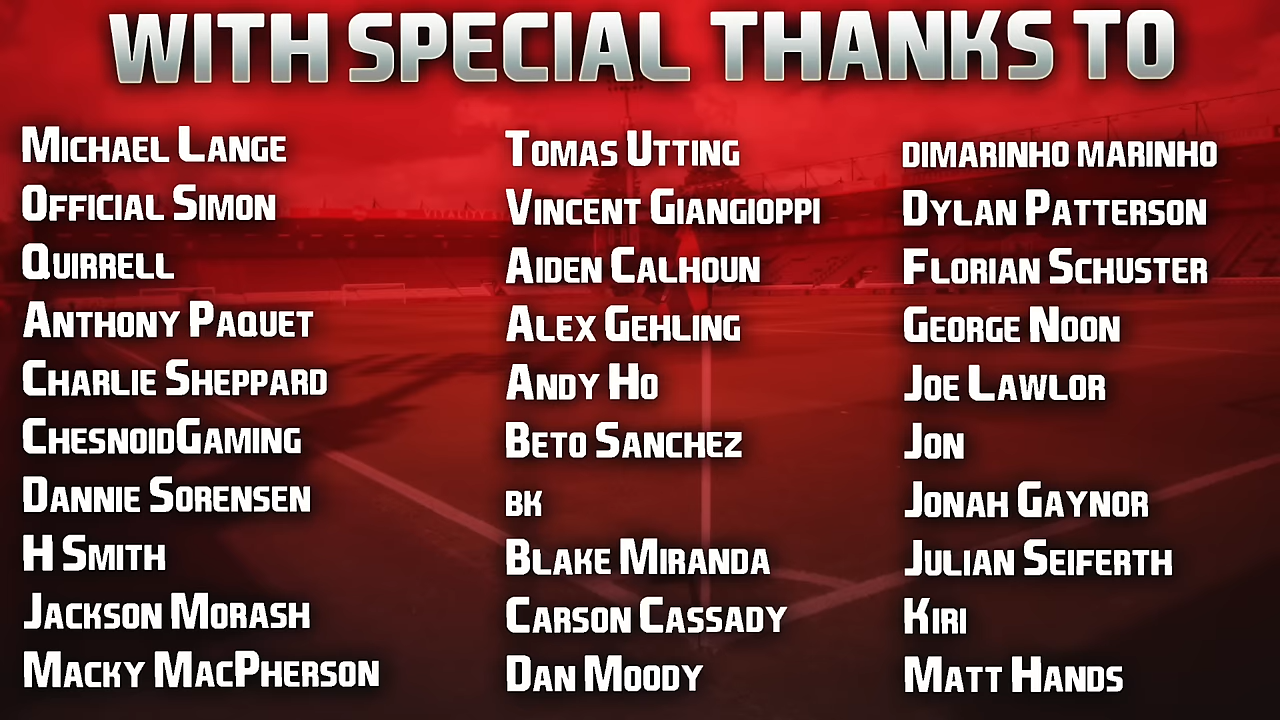 WITH SPECIAL THANKS TO
Michael Lange
Official Simon
Quirrell
Anthony Paquet
Charlie Sheppard
ChesnoidGaming
Dannie Sorensen
H Smith
Jackson Morash
Macky MacPherson
Tomas Utting
Vincent Giangioppi
Aiden Calhoun
Alex Gehling
Andy Ho
Beto Sanchez
bk
Blake Miranda
Carson Cassady
Dan Moody
dimarinho marinho
Dylan Patterson
Florian Schuster
George Noon
Joe Lawlor
Jon
Jonah Gaynor
Julian Seiferth
Kiri
Matt Hands
VITALITY